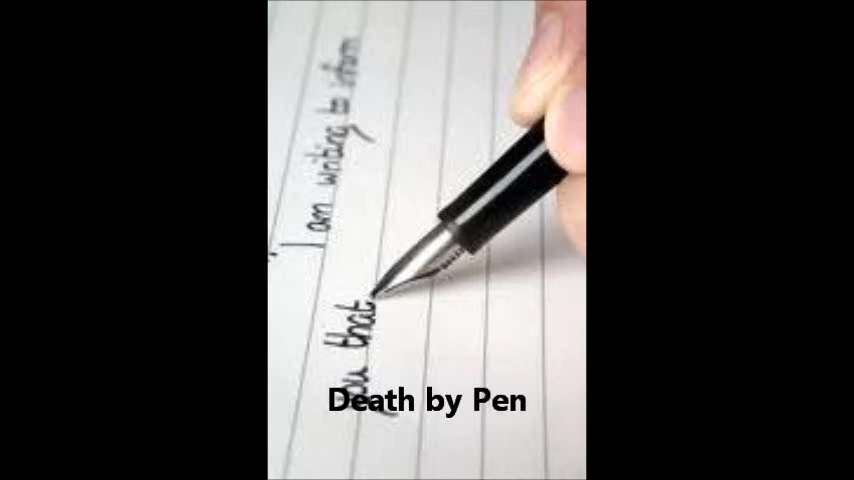 I am writing to inform
you that
Death by Pen